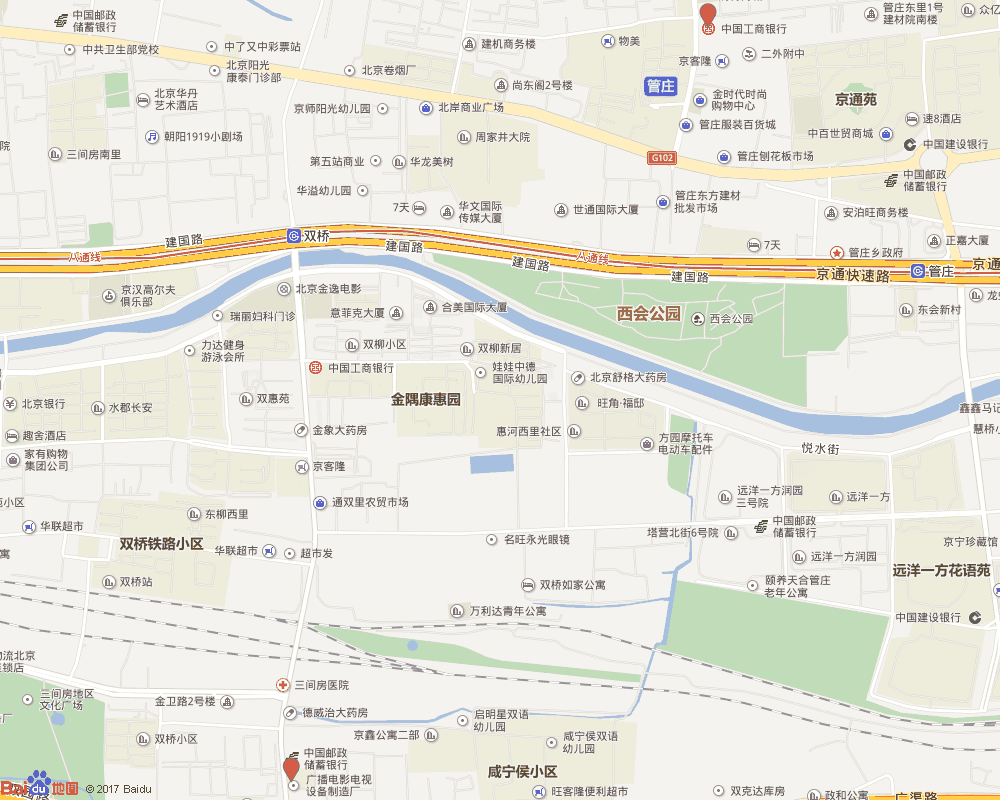 中国邮政
储蓄银行
管庄东里1号
建材院南楼
众亿
中国工商银行
中共卫生部党校
中了又中彩票站
建机商务楼
物美
二外附中
京客隆
北京阳光
康泰门诊部
北京卷烟厂
尚东阁2号楼
管庄
京通苑
北京华丹
艺术酒店
京师阳光幼儿园
北岸商业广场
金时代时尚
购物中心
速8酒店
朝阳1919小剧场
周家井大院
管庄服装百货城
中百世贸商城
中国建设银行
院
三间房南里
第五站商业
华龙美树
G102
管庄刨花板市场
华溢幼儿园
中国邮政
储蓄银行
7天
华文国际
传媒大厦
世通国际大厦
管庄东方建材
批发市场
安泊旺商务楼
建国路
双桥
建国路
7天
正嘉大厦
管庄乡政府
八通线
八通线
建国路
建国路
京通快速路
管庄
京通
京汉高尔夫
俱乐部
北京金逸电影
瑞丽妇科门诊
意菲克大厦
合美国际大厦
西会公园
西会公园
东会新村
力达健身
游泳会所
双柳小区
双柳新居
中国工商银行
娃娃中德
国际幼儿园
北京舒格大药房
北京银行
水郡长安
双惠苑
金隅康惠园
旺角·福邸
鑫鑫马记
趣舍酒店
金象大药房
惠河西里社区
方园摩托车
电动车配件
悦水街
慧桥小
家有购物
集团公司
京客隆
远洋一方润园
三号院
远洋一方
小区
东柳西里
通双里农贸市场
华联超市
双桥铁路小区
华联超市
超市发
名旺永光眼镜
塔营北街6号院
中国邮政
储蓄银行
京宁珍藏馆
寓
双桥站
双桥如家公寓
远洋一方润园
远洋一方花语苑
颐养天合管庄
老年公寓
万利达青年公寓
中国建设银行
物流北京
锁店
三间房医院
三间房地区
文化广场
金卫路2号楼
德威治大药房
启明星双语
幼儿园
双桥小区
京鑫公寓二部
咸宁侯双语
幼儿园
中国邮政
储蓄银行
广播电影电视
设备制造厂
咸宁侯小区
Bai du 地图
© 2017 Baidu
旺客隆便利超市
双克达库房
政和公寓
广渠路